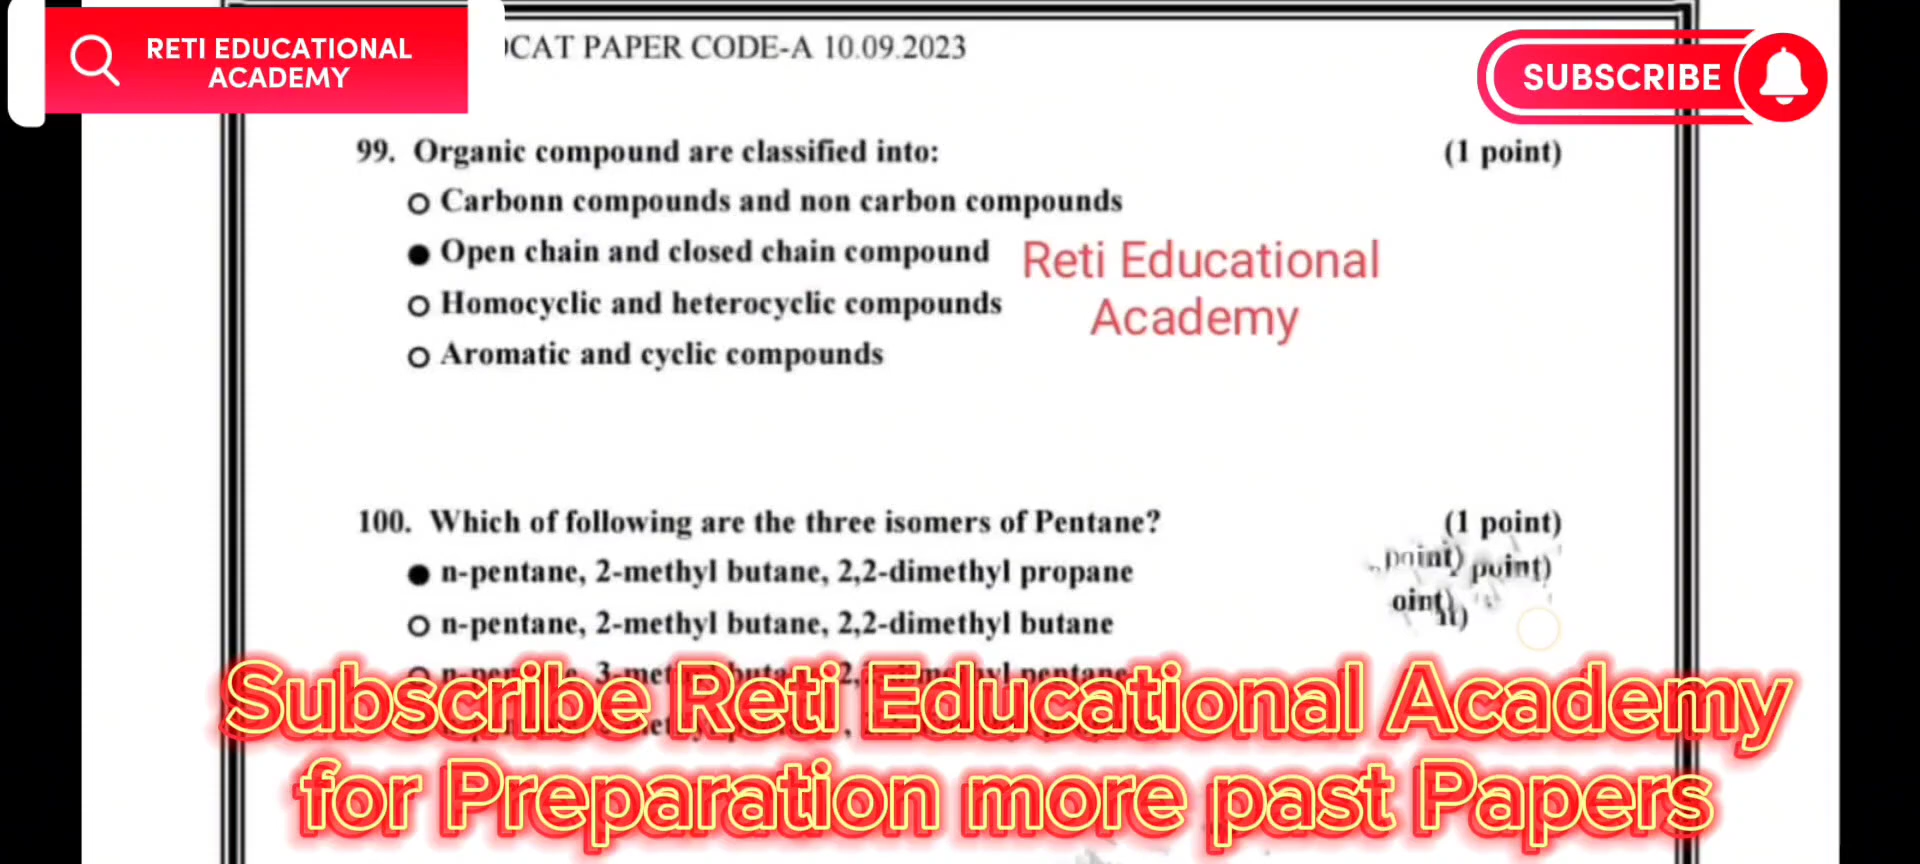 RETI EDUCATIONAL
ACADEMY
CAT PAPER CODE-A 10.09.2023
SUBSCRIBE
99. Organic compound are classified into: (1 point)
Carbonn compounds and non carbon compounds
Open chain and closed chain compound
Homocyclic and heterocyclic compounds
Aromatic and cyclic compounds
Reti Educational
Academy
100. Which of following are the three isomers of Pentane? (1 point)
n-pentane, 2-methyl butane, 2,2-dimethyl propane
point) point)
n-pentane, 2-methyl butane, 2,2-dimethyl butane
oint)
Subscribe Reti Educational Academy
for Preparation more past Papers